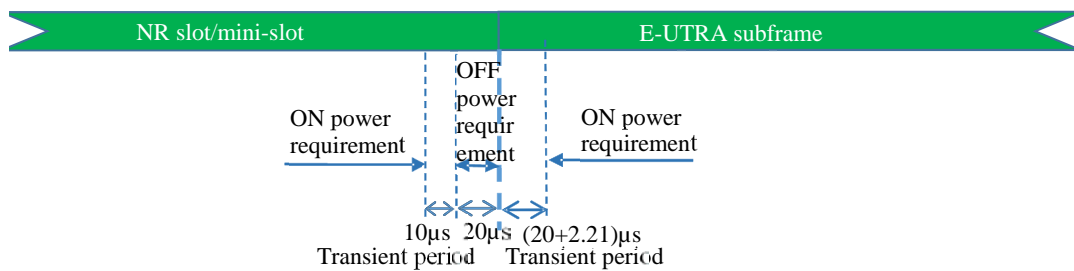 NR slot/mini-slot
E-UTRA subframe
OFF
power
requir
ement
ON power
requirement
ON power
requirement
10µs
20µs
(20+2.21)µs
Transient period
Transient period